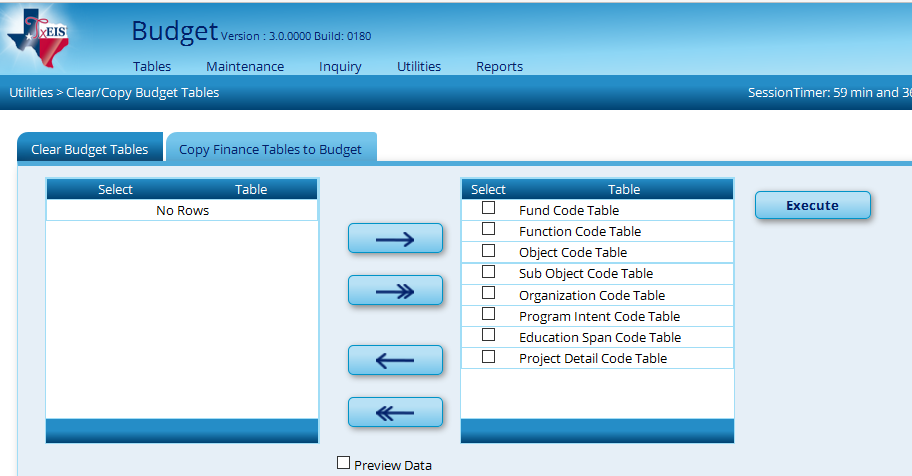 TxEIS
Budget Version : 3.0.0000 Build: 0180
Tables Maintenance Inquiry Utilities Reports
Utilities > Clear/Copy Budget Tables SessionTimer: 59 min and 36
Clear Budget Tables Copy Finance Tables to Budget
Select Table
No Rows
Select Table
Fund Code Table
Function Code Table
Object Code Table
Sub Object Code Table
Organization Code Table
Program Intent Code Table
Education Span Code Table
Project Detail Code Table
Execute
Preview Data